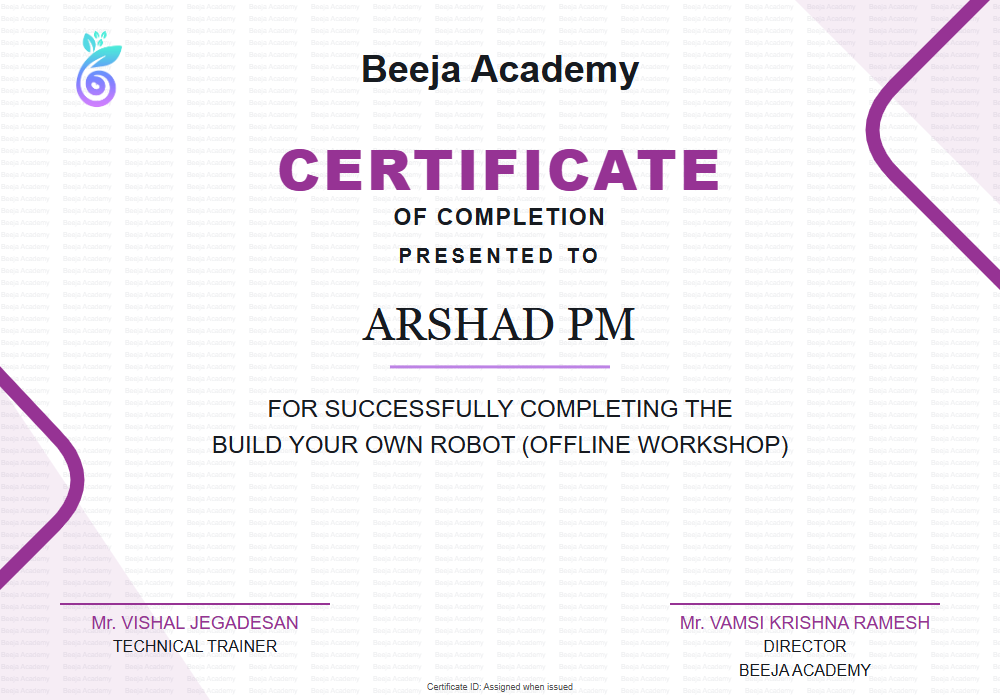 Beeja Academy
CERTIFICATE
OF COMPLETION
PRESENTED TO
ARSHAD PM
FOR SUCCESSFULLY COMPLETING THE
BUILD YOUR OWN ROBOT (OFFLINE WORKSHOP)
Mr. VISHAL JEGADESAN
TECHNICAL TRAINER
Mr. VAMSI KRISHNA RAMESH
DIRECTOR
BEEJA ACADEMY
Certificate ID: Assigned when issued